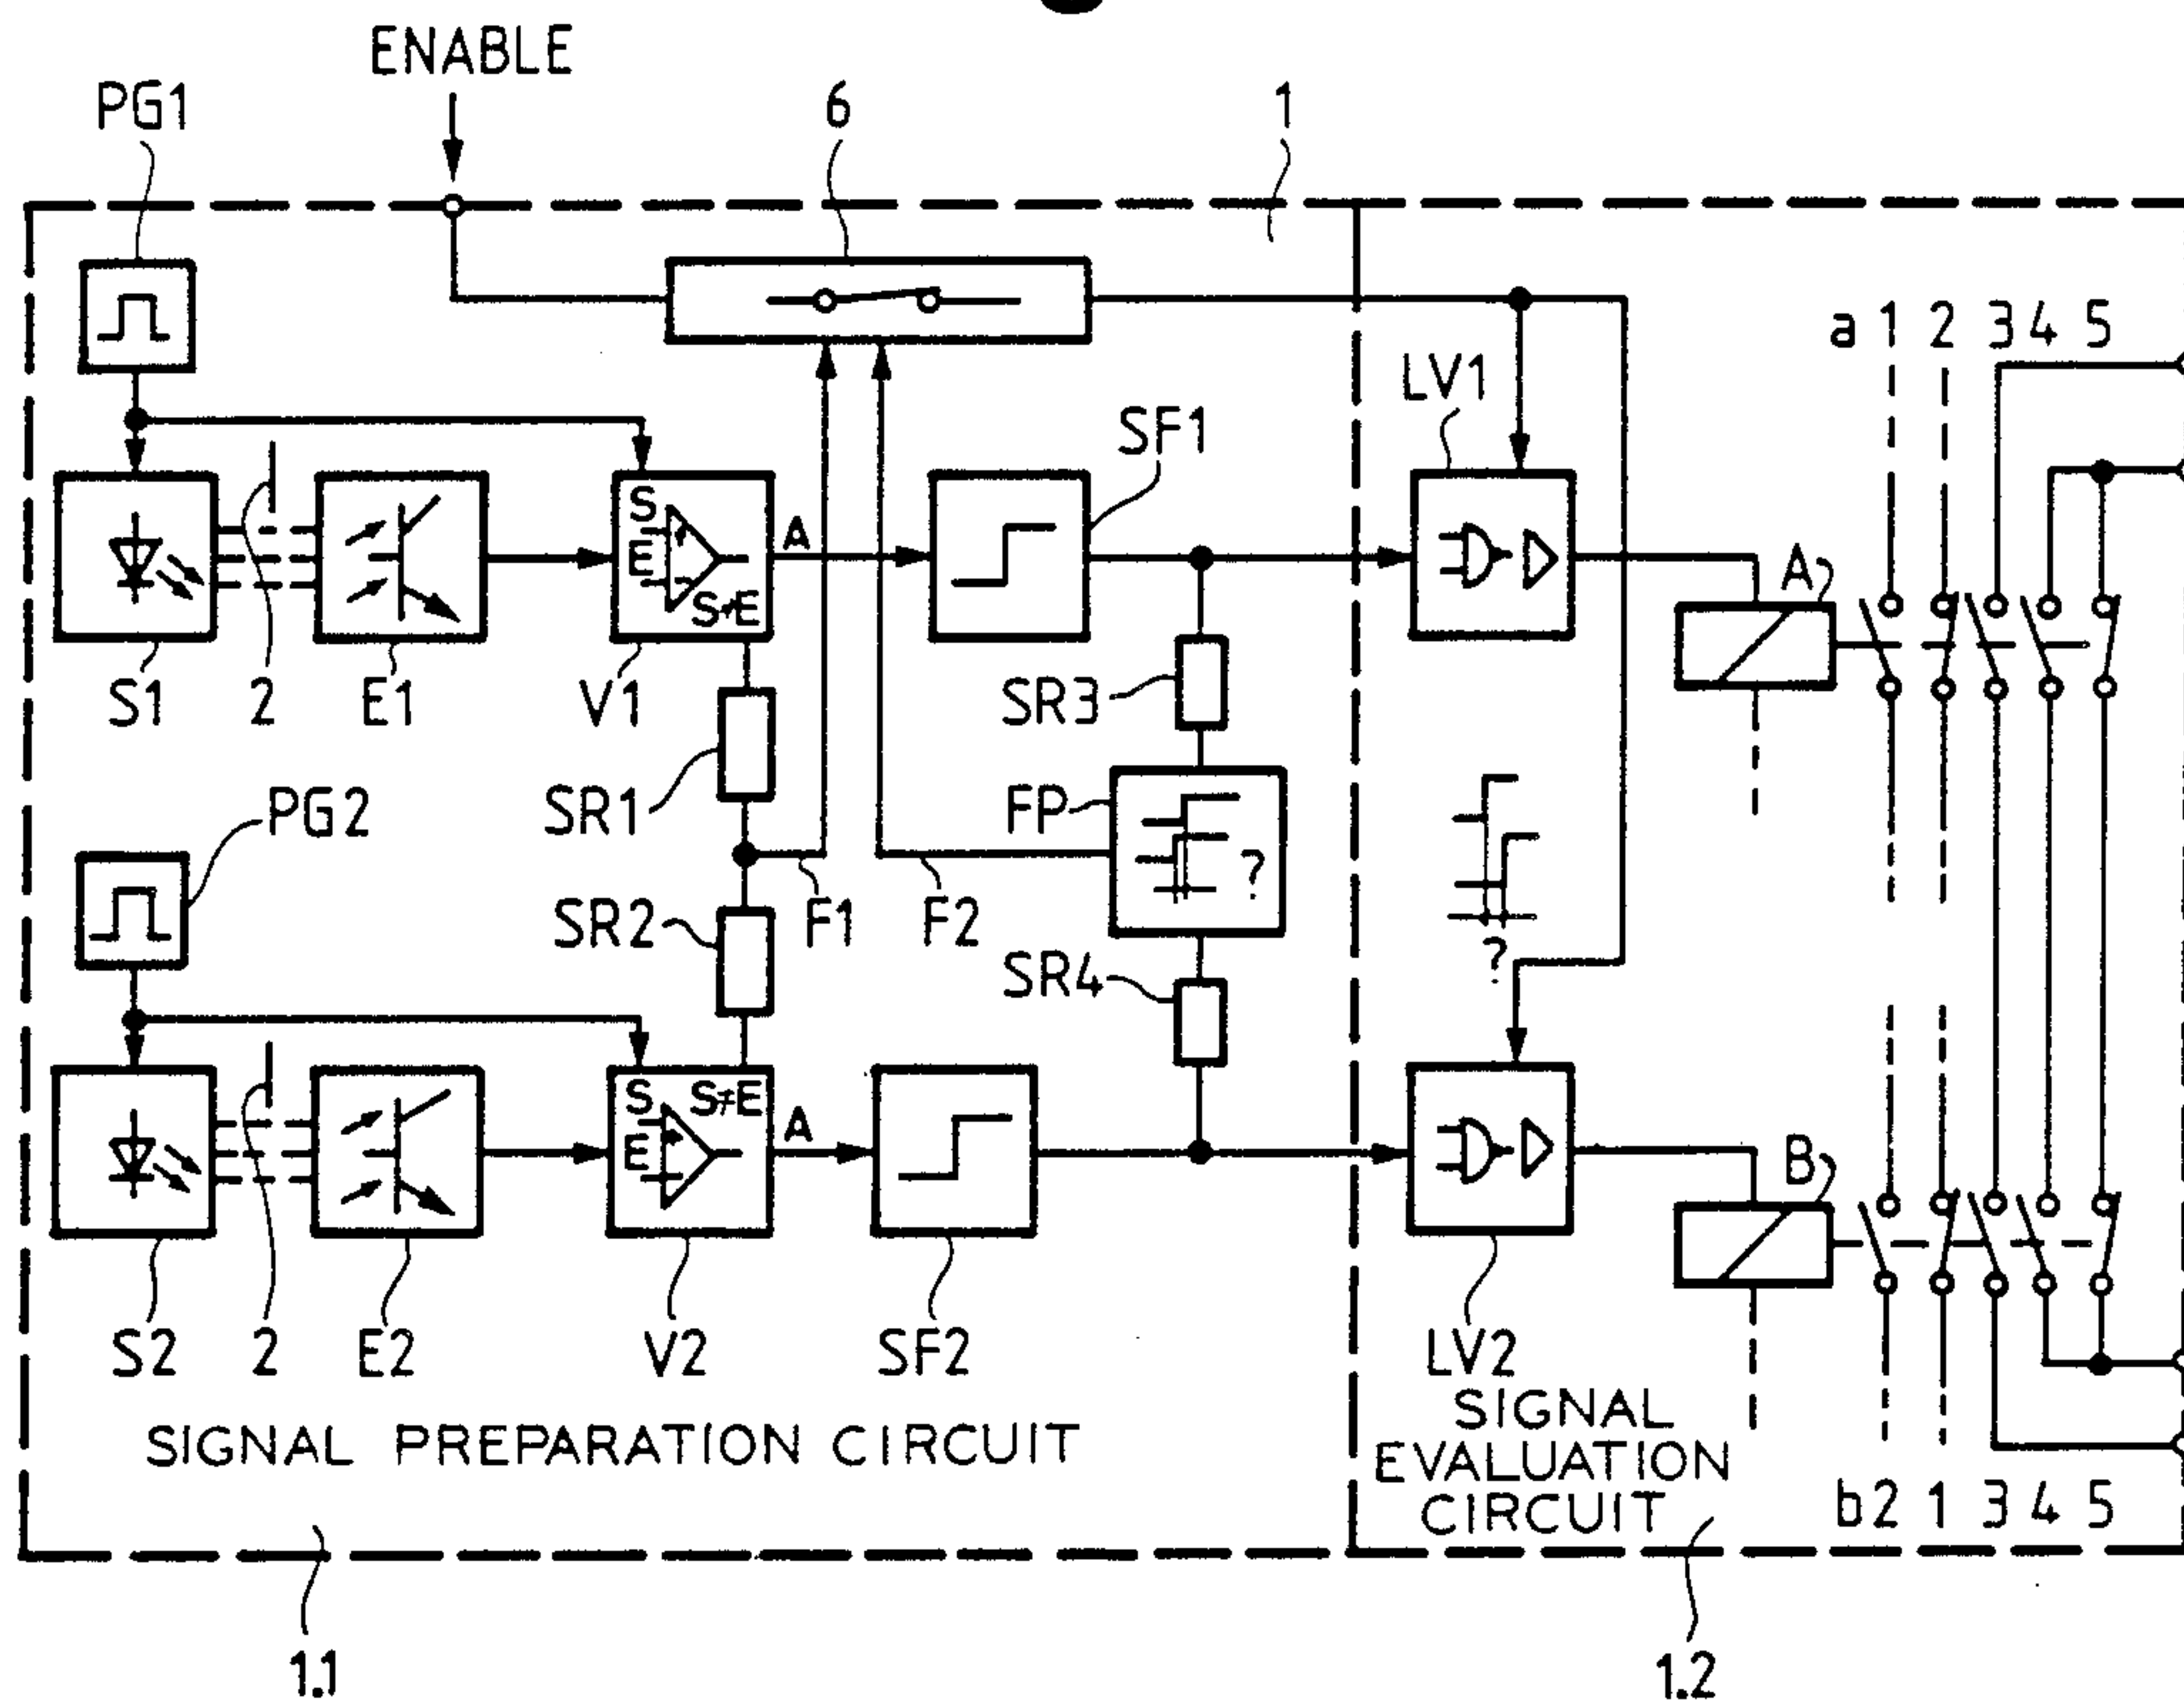 ENABLE
PG1
6
1
a 1 2 3 4 5
LV1
SF1
S
E
S≠E
A
A
S1
2
E1
V1
SR3
SR1
PG2
FP
?
SR2
F1
F2
?
SR4
S
S≠E
E
A
B
S2
2
E2
V2
SF2
LV2
SIGNAL PREPARATION CIRCUIT
SIGNAL
EVALUATION
CIRCUIT
b 2 1 3 4 5
1.1
1.2